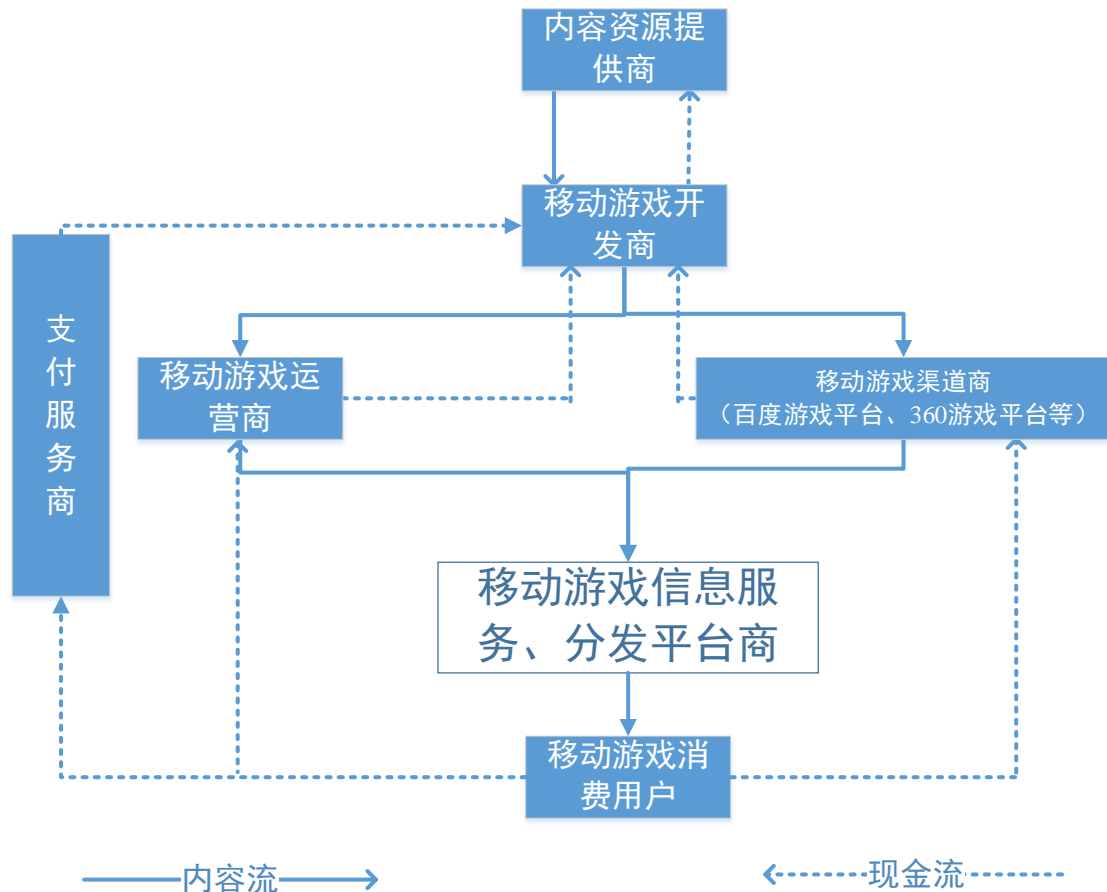 内容资源提
供商
移动游戏开
发商
支
付
服
务
商
移动游戏运
营商
移动游戏渠道商
（百度游戏平台、360游戏平台等）
移动游戏信息服
务、分发平台商
移动游戏消
费用户
内容流
现金流